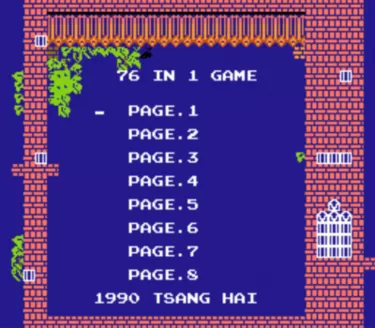 76 IN 1 GAME
- PAGE.1
PAGE.2
PAGE.3
PAGE.4
PAGE.5
PAGE.6
PAGE.7
PAGE.8
1990 TSANG HAI